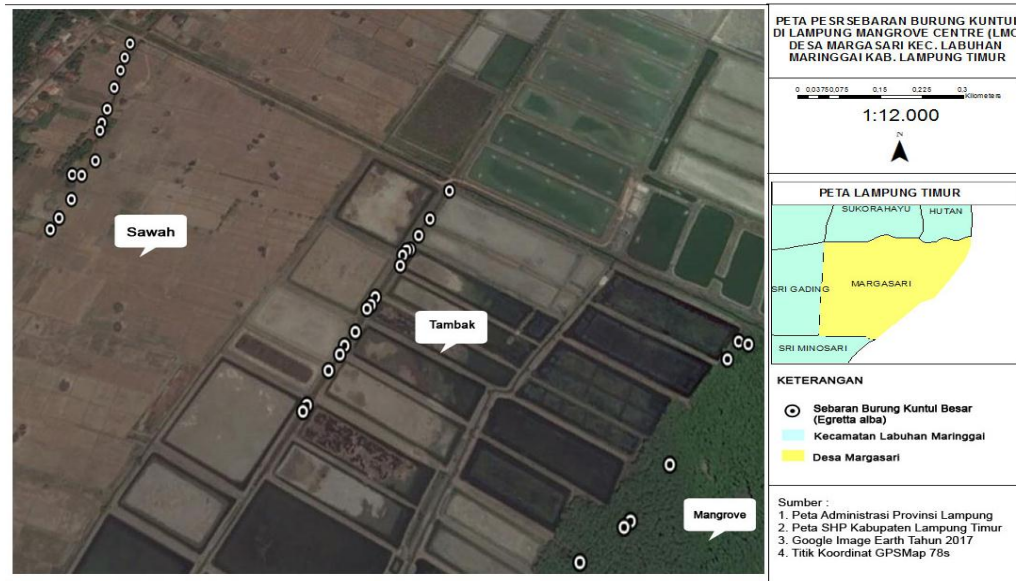 Sawah
Tambak
Mangrove
PETA PESRSEBARAN BURUNG KUNTUL
DI LAMPUNG MANGROVE CENTRE (LMC
DESA MARGASARI KEC. LABUHAN
MARINGGAI KAB. LAMPUNG TIMUR
0 0,03750,075 0,15 0,225 0,3
Kilometers
1:12.000
N
PETA LAMPUNG TIMUR
SUKORAHAYU HUTAN
SRI GADING MARGASARI
SRI MINOSARI
KETERANGAN
Sebaran Burung Kuntul Besar
(Egretta alba)
Kecamatan Labuhan Maringgai
Desa Margasari
Sumber :
1. Peta Administrasi Provinsi Lampung
2. Peta SHP Kabupaten Lampung Timur
3. Google Image Earth Tahun 2017
4. Titik Koordinat GPSMap 78s